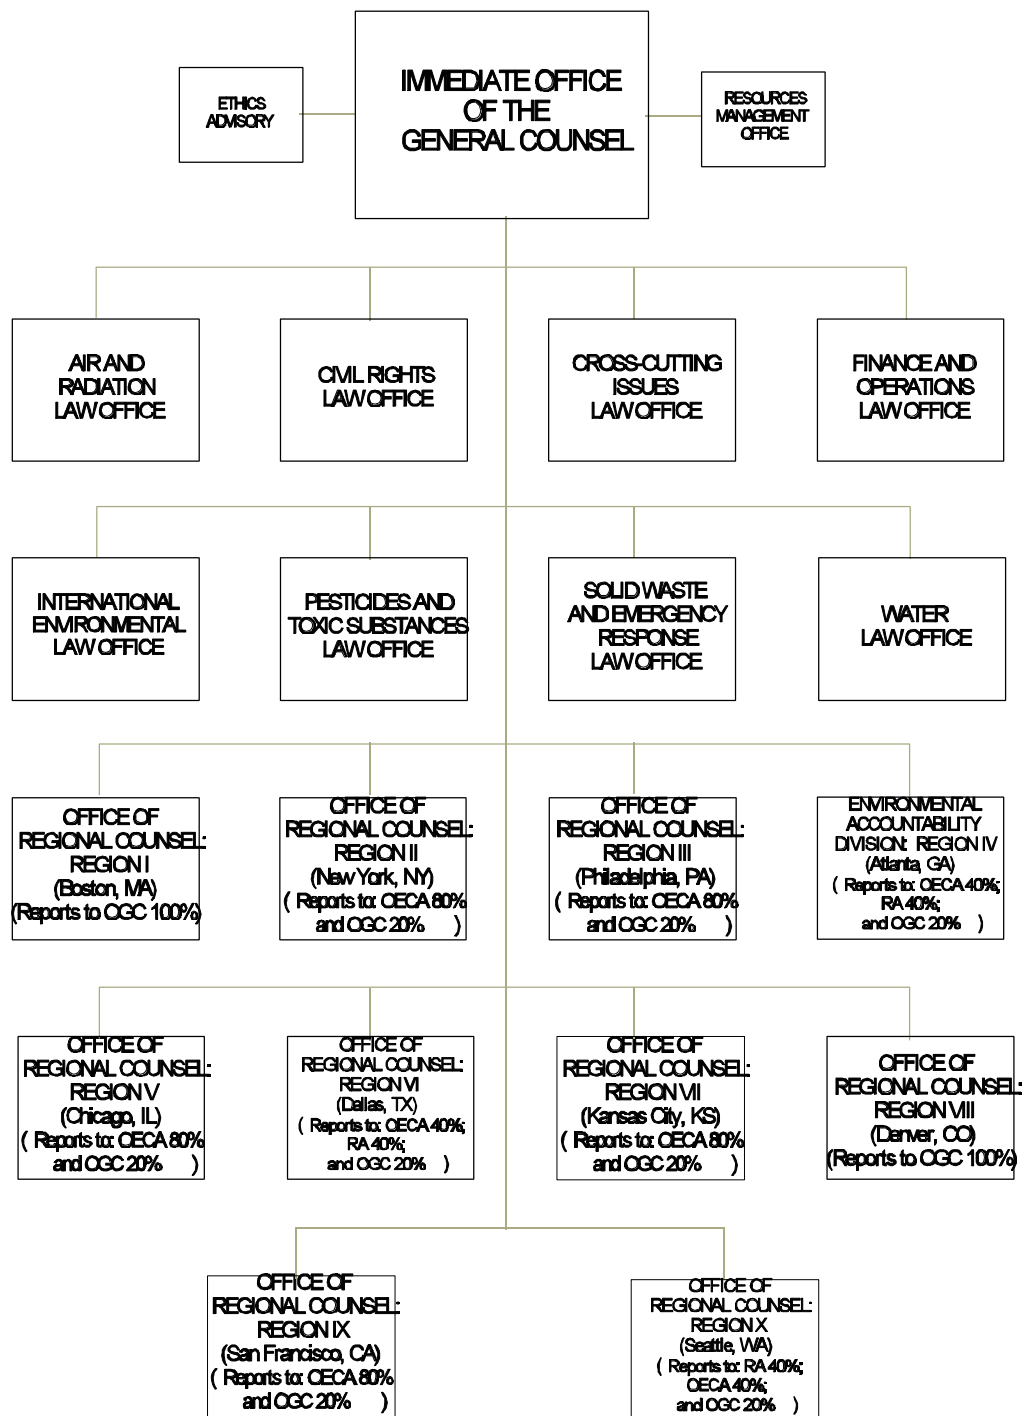 IMMEDIATE OFFICE
OF THE
GENERAL COUNSEL
ETHICS
ADVISORY
RESOURCES
MANAGEMENT
OFFICE
AIR AND
RADIATION
LAW OFFICE
CIVIL RIGHTS
LAW OFFICE
CROSS-CUTTING
ISSUES
LAW OFFICE
FINANCE AND
OPERATIONS
LAW OFFICE
INTERNATIONAL
ENVIRONMENTAL
LAW OFFICE
PESTICIDES AND
TOXIC SUBSTANCES
LAW OFFICE
SOLID WASTE
AND EMERGENCY
RESPONSE
LAW OFFICE
WATER
LAW OFFICE
OFFICE OF
REGIONAL COUNSEL:
REGION I
(Boston, MA)
(Reports to OGC 100%)
OFFICE OF
REGIONAL COUNSEL:
REGION II
(New York, NY)
( Reports to: OECA 80%
and OGC 20% )
OFFICE OF
REGIONAL COUNSEL:
REGION III
(Philadelphia, PA)
( Reports to: OECA 80%
and OGC 20% )
ENVIRONMENTAL
ACCOUNTABILITY
DIVISION: REGION IV
(Atlanta, GA)
( Reports to: OECA 40%;
RA 40%;
and OGC 20% )
OFFICE OF
REGIONAL COUNSEL:
REGION V
(Chicago, IL)
( Reports to: OECA 80%
and OGC 20% )
OFFICE OF
REGIONAL COUNSEL:
REGION VI
(Dallas, TX)
( Reports to: OECA 40%;
RA 40%;
and OGC 20% )
OFFICE OF
REGIONAL COUNSEL:
REGION VII
(Kansas City, KS)
( Reports to: OECA 80%
and OGC 20% )
OFFICE OF
REGIONAL COUNSEL:
REGION VIII
(Denver, CO)
(Reports to OGC 100%)
OFFICE OF
REGIONAL COUNSEL:
REGION IX
(San Francisco, CA)
( Reports to: OECA 80%
and OGC 20% )
OFFICE OF
REGIONAL COUNSEL:
REGION X
(Seattle, WA)
( Reports to: RA 40%;
OECA 40%;
and OGC 20% )